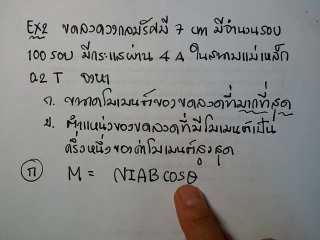 EX2 ขดลวดวงกลมรัศมี 7 cm มีจำนวนรอบ
100 รอบ มีกระแสผ่าน 4 A ในสนามแม่เหล็ก
0.2 T จงหา
ก. ขนาดโมเมนต์ของขดลวดที่มากที่สุด
ข. ตำแหน่งของขดลวดที่มีโมเมนต์เป็น
ครึ่งหนึ่งของค่าโมเมนต์สูงสุด
ก M = NIAB cosθ